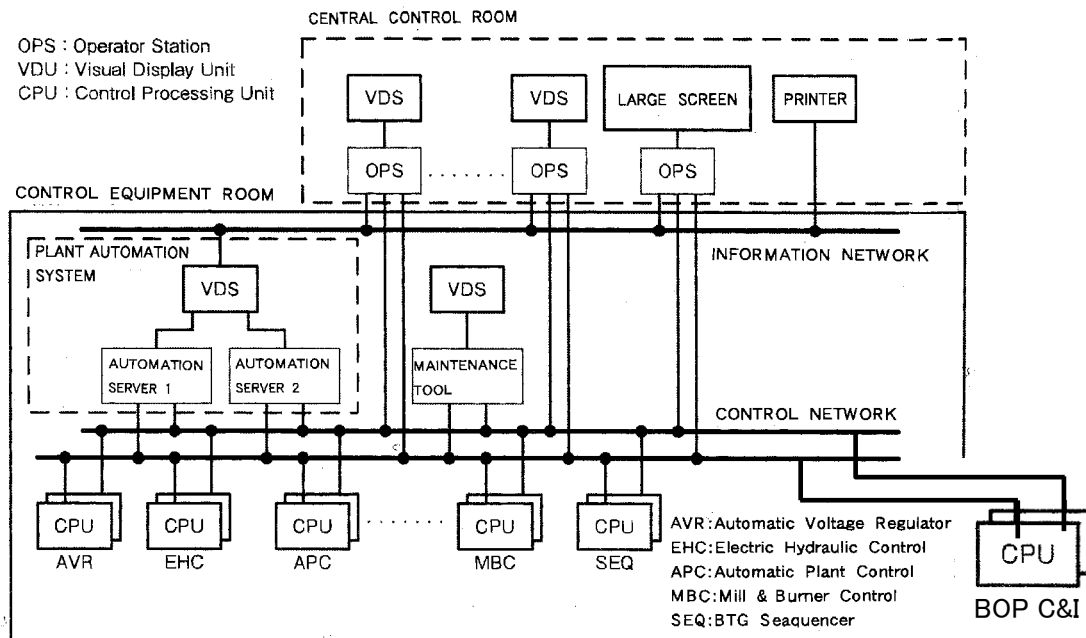 CENTRAL CONTROL ROOM
OPS : Operator Station
VDU : Visual Display Unit
CPU : Control Processing Unit
VDS
VDS
LARGE SCREEN
PRINTER
OPS
OPS
OPS
CONTROL EQUIPMENT ROOM
PLANT AUTOMATION
SYSTEM
INFORMATION NETWORK
VDS
VDS
AUTOMATION
SERVER 1
AUTOMATION
SERVER 2
MAINTENANCE
TOOL
CONTROL NETWORK
CPU
CPU
CPU
CPU
CPU
AVR
EHC
APC
MBC
SEQ
AVR:Automatic Voltage Regulator
EHC:Electric Hydraulic Control
APC:Automatic Plant Control
MBC:Mill & Burner Control
SEQ:BTG Seaquencer
CPU
BOP C&I